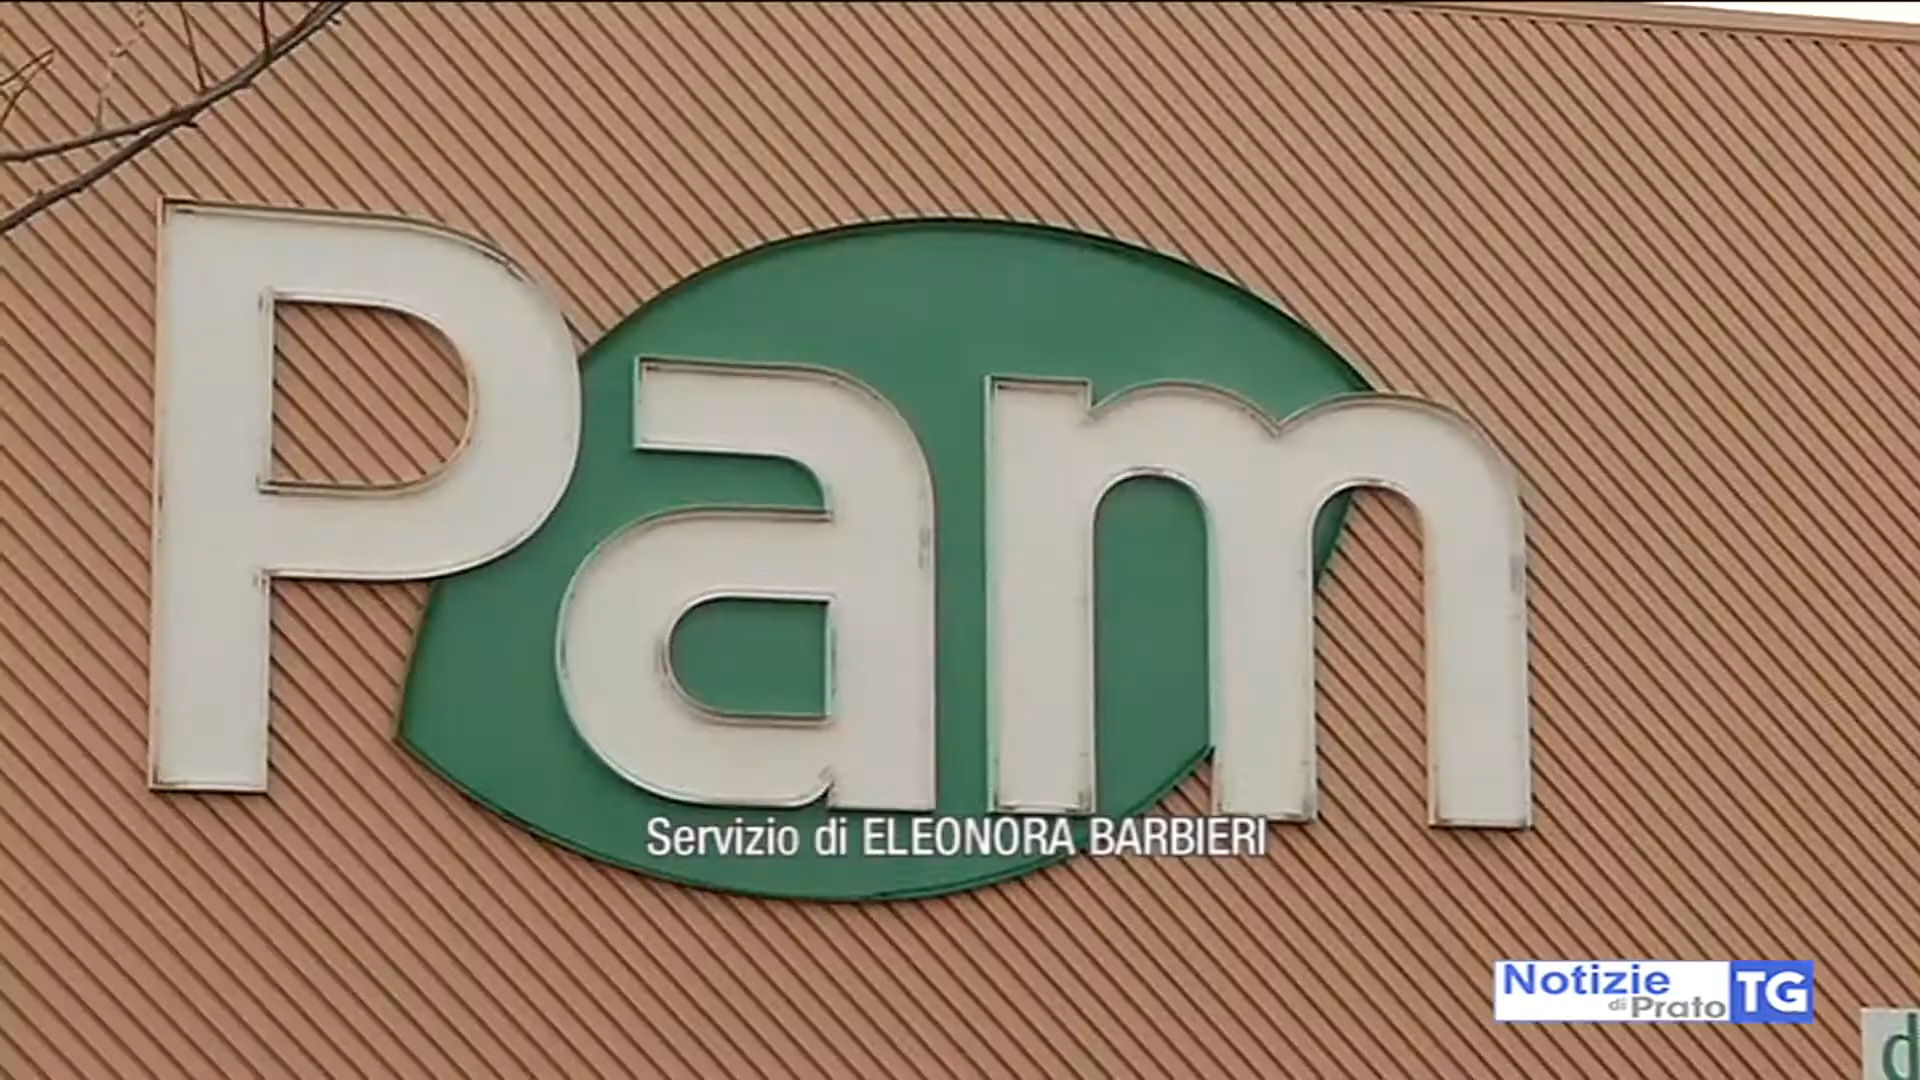 Pam
Servizio di ELEONORA BARBIERI
Notizie
di Prato
TG
d